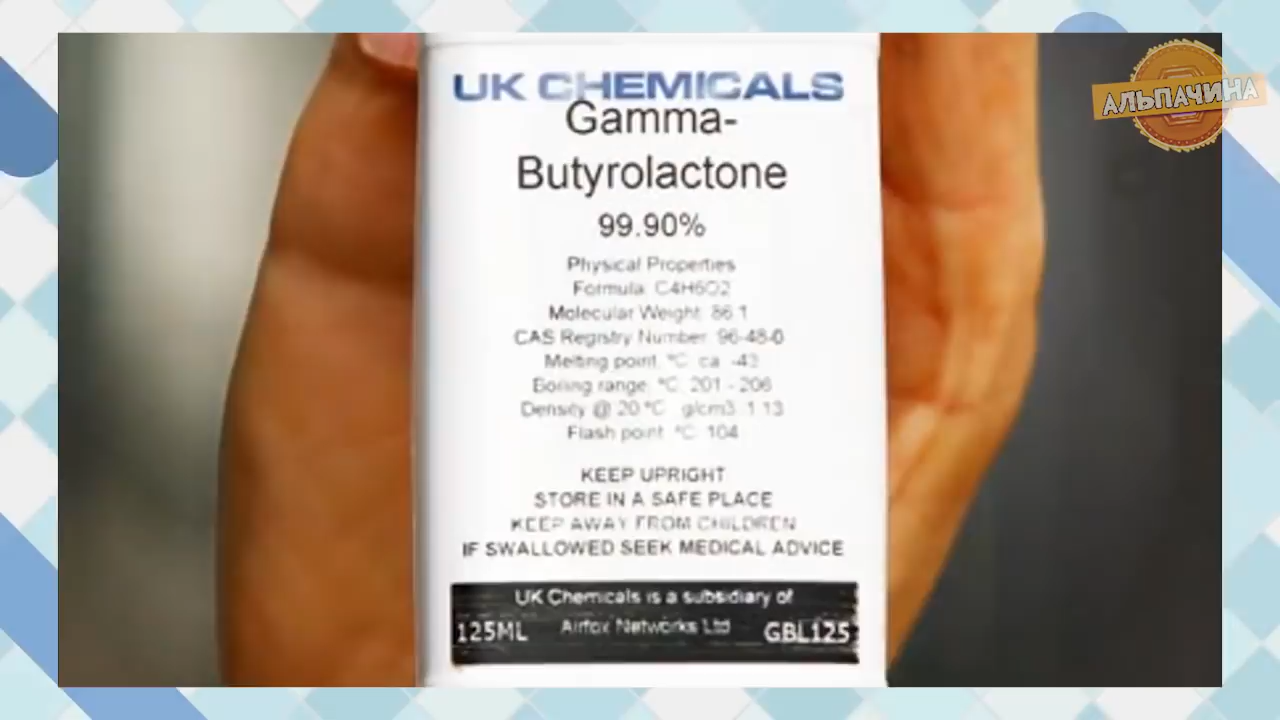 UK CHEMICALS
АЛЬПАЧИНА
Gamma-
Butyrolactone
99.90%
Physical Properties
Formula: C4H6O2
Molecular Weight: 86.1
CAS Registry Number: 96-48-0
Melting point, °C: ca. -43
Boiling range, °C: 201 - 206
Density @ 20 °C, g/cm3: 1.13
Flash point, °C: 104
KEEP UPRIGHT
STORE IN A SAFE PLACE
KEEP AWAY FROM CHILDREN
IF SWALLOWED SEEK MEDICAL ADVICE
UK Chemicals is a subsidiary of
125ML Airfox Networks Ltd GBL125